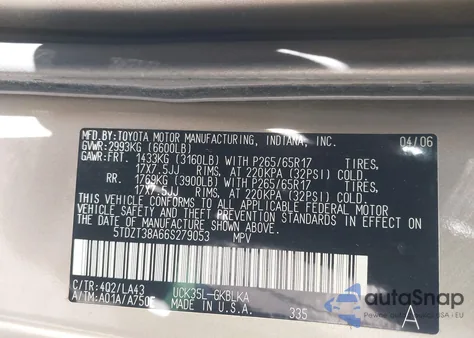 MFD.BY:TOYOTA MOTOR MANUFACTURING, INDIANA, INC. 04/06
GVWR: 2993KG (6600LB)
GAWR:FRT. 1433KG (3160LB) WITH P265/65R17 TIRES,
17X7.5JJ RIMS, AT 220KPA (32PSI) COLD.
RR. 1769KG (3900LB) WITH P265/65R17 TIRES,
17X7.5JJ RIMS, AT 220KPA (32PSI) COLD.
THIS VEHICLE CONFORMS TO ALL APPLICABLE FEDERAL MOTOR
VEHICLE SAFETY AND THEFT PREVENTION STANDARDS IN EFFECT
ON THE DATE OF MANUFACTURE SHOWN ABOVE.
5TDZT38A66S279053 MPV
C/TR: 4Q2/LA43 UCK35L-GKBLKA
A/TM: A01A/A750E MADE IN U.S.A. 335 A
autoSnap